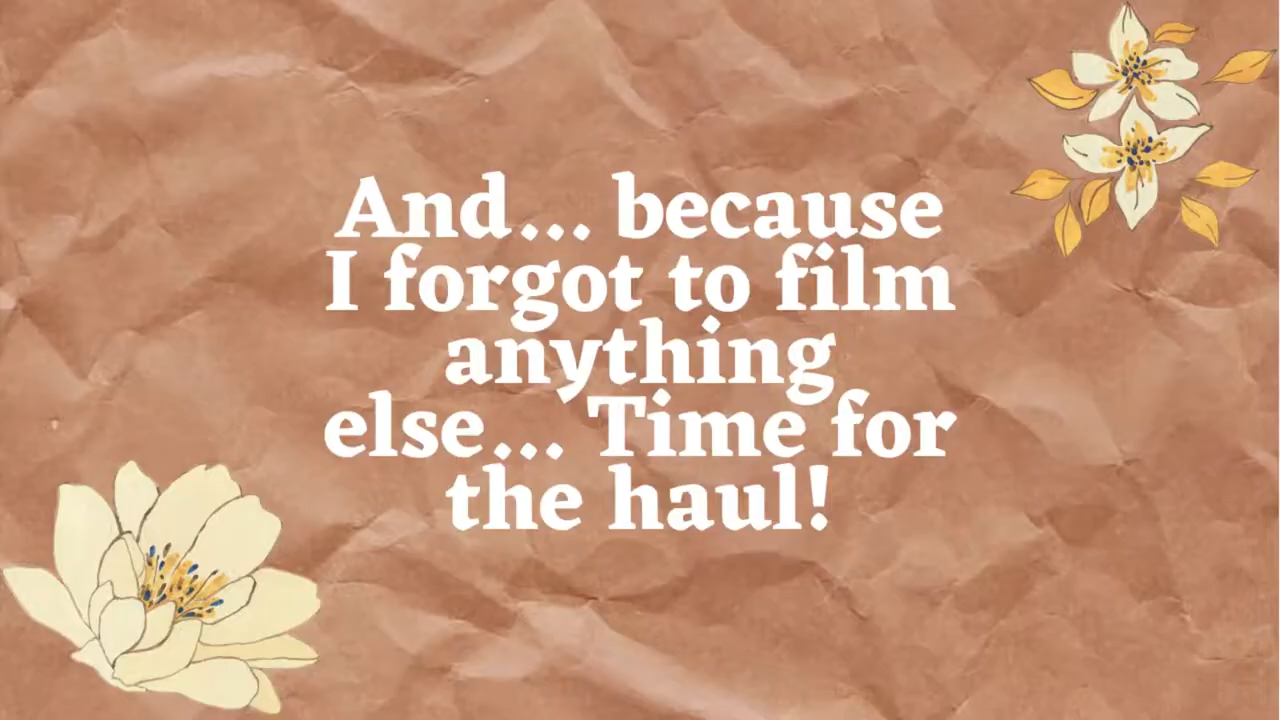 And... because
I forgot to film
anything
else... Time for
the haul!